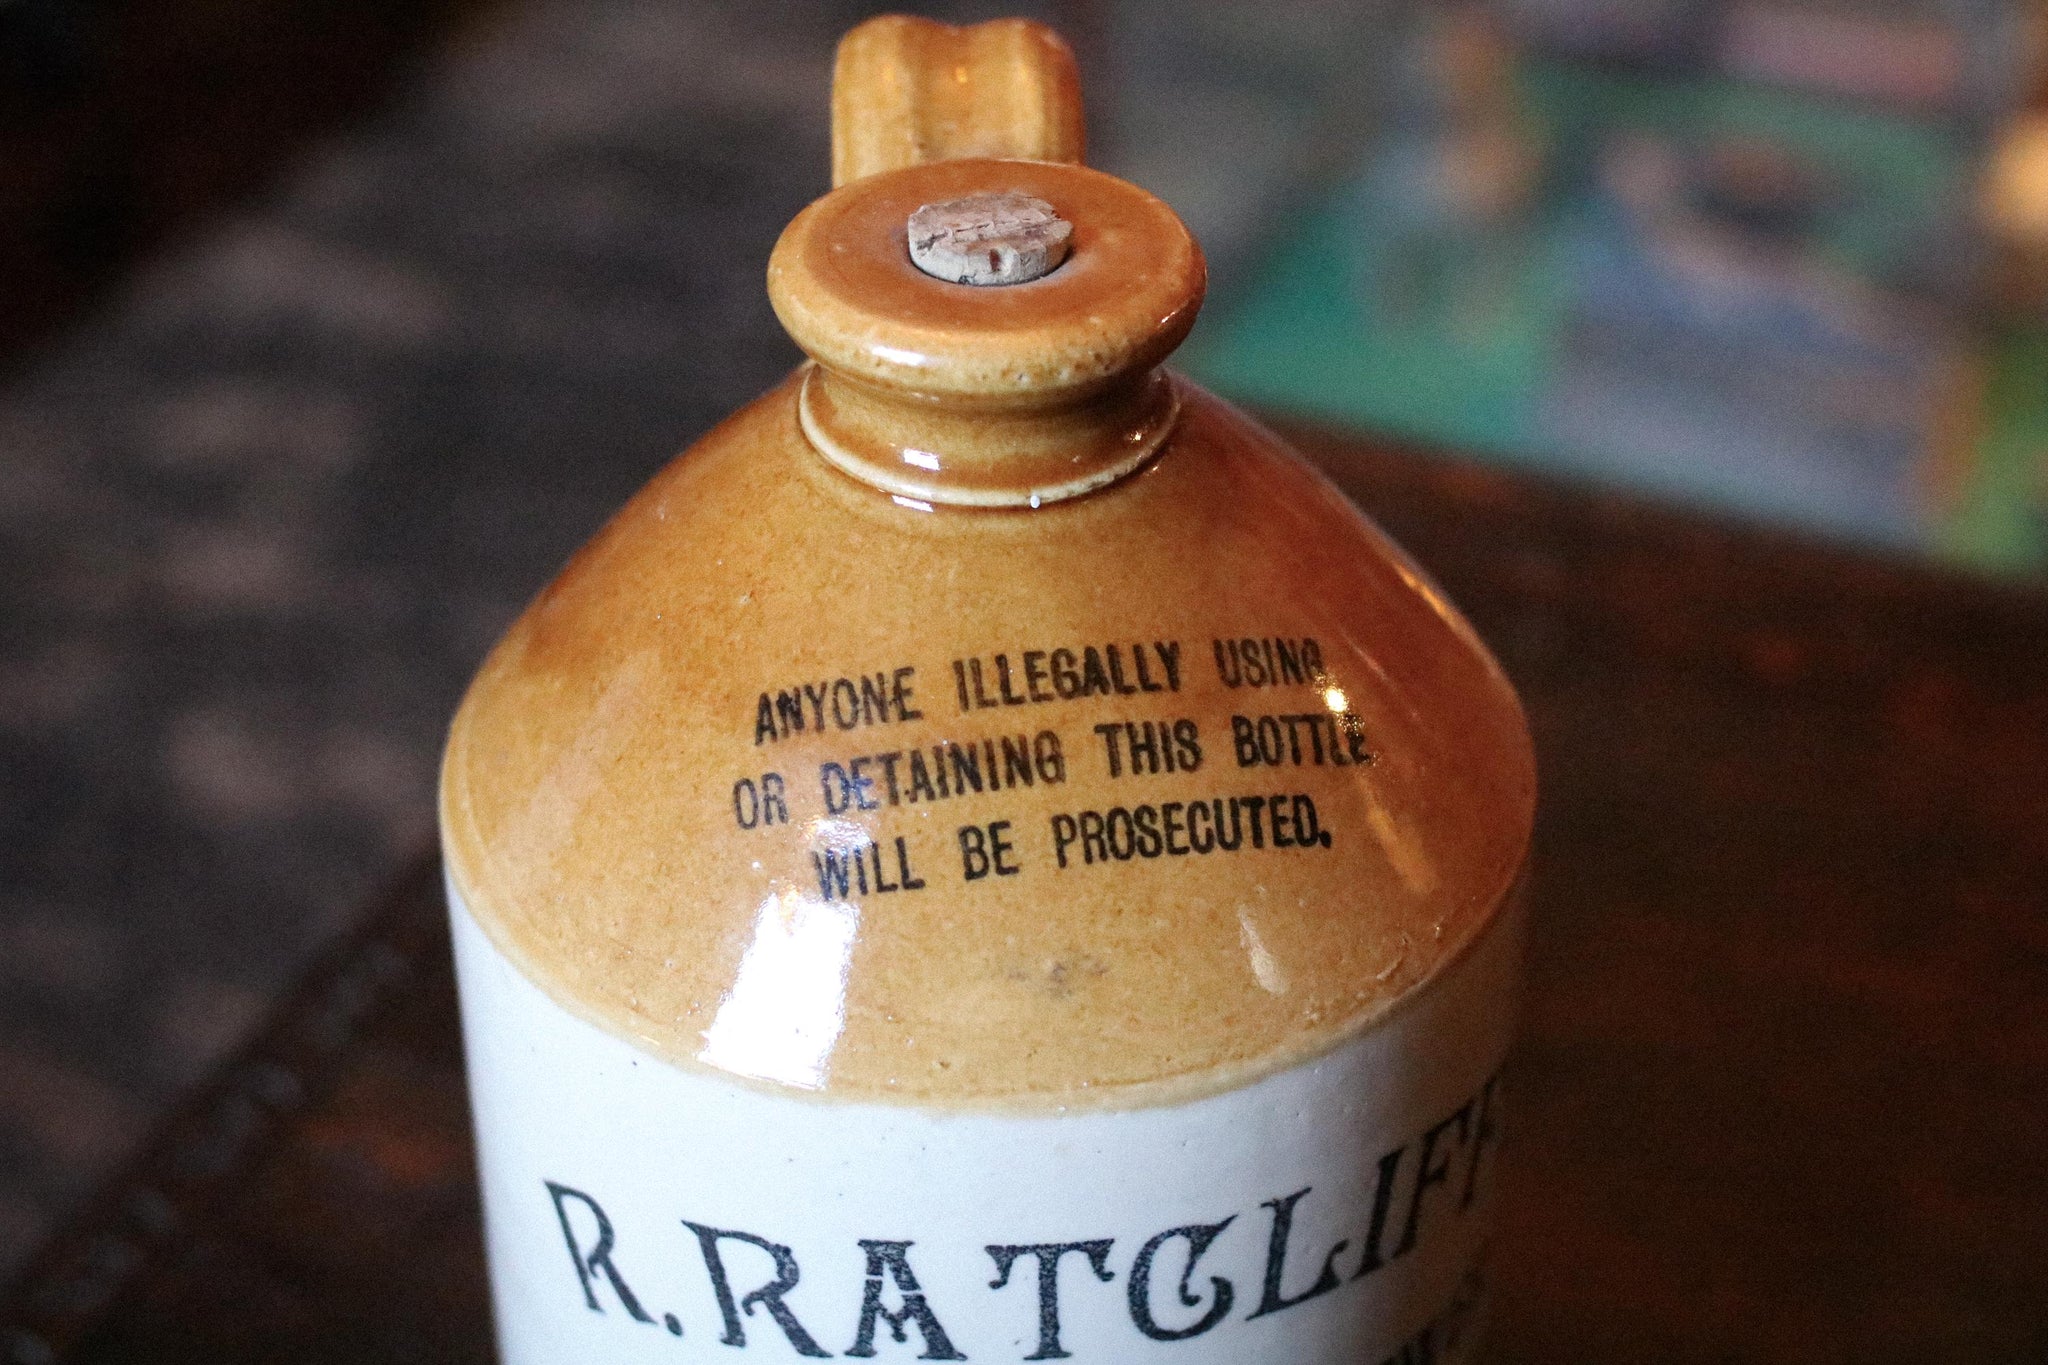 ANYONE ILLEGALLY USING
OR DETAINING THIS BOTTLE
WILL BE PROSECUTED.
R. RATCLIFF